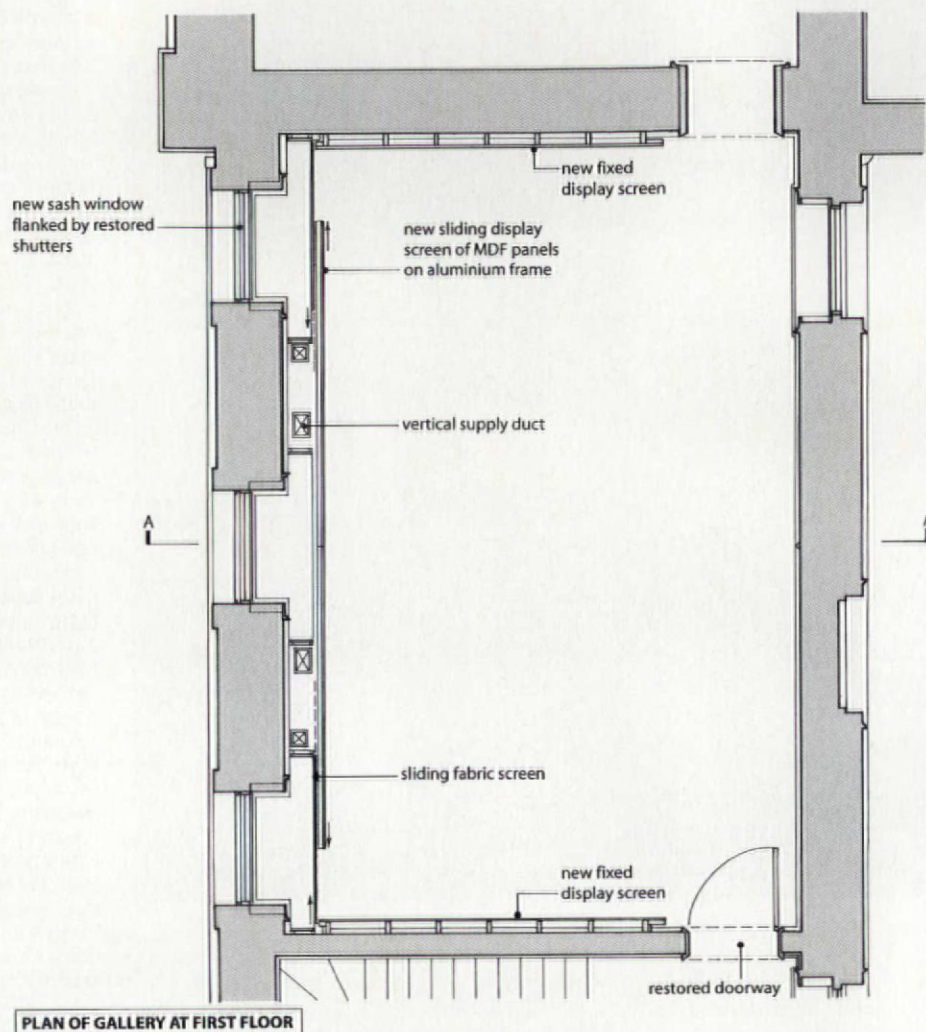 new fixed
display screen
new sash window
flanked by restored
shutters
new sliding display
screen of MDF panels
on aluminium frame
vertical supply duct
A
A
sliding fabric screen
new fixed
display screen
restored doorway
PLAN OF GALLERY AT FIRST FLOOR